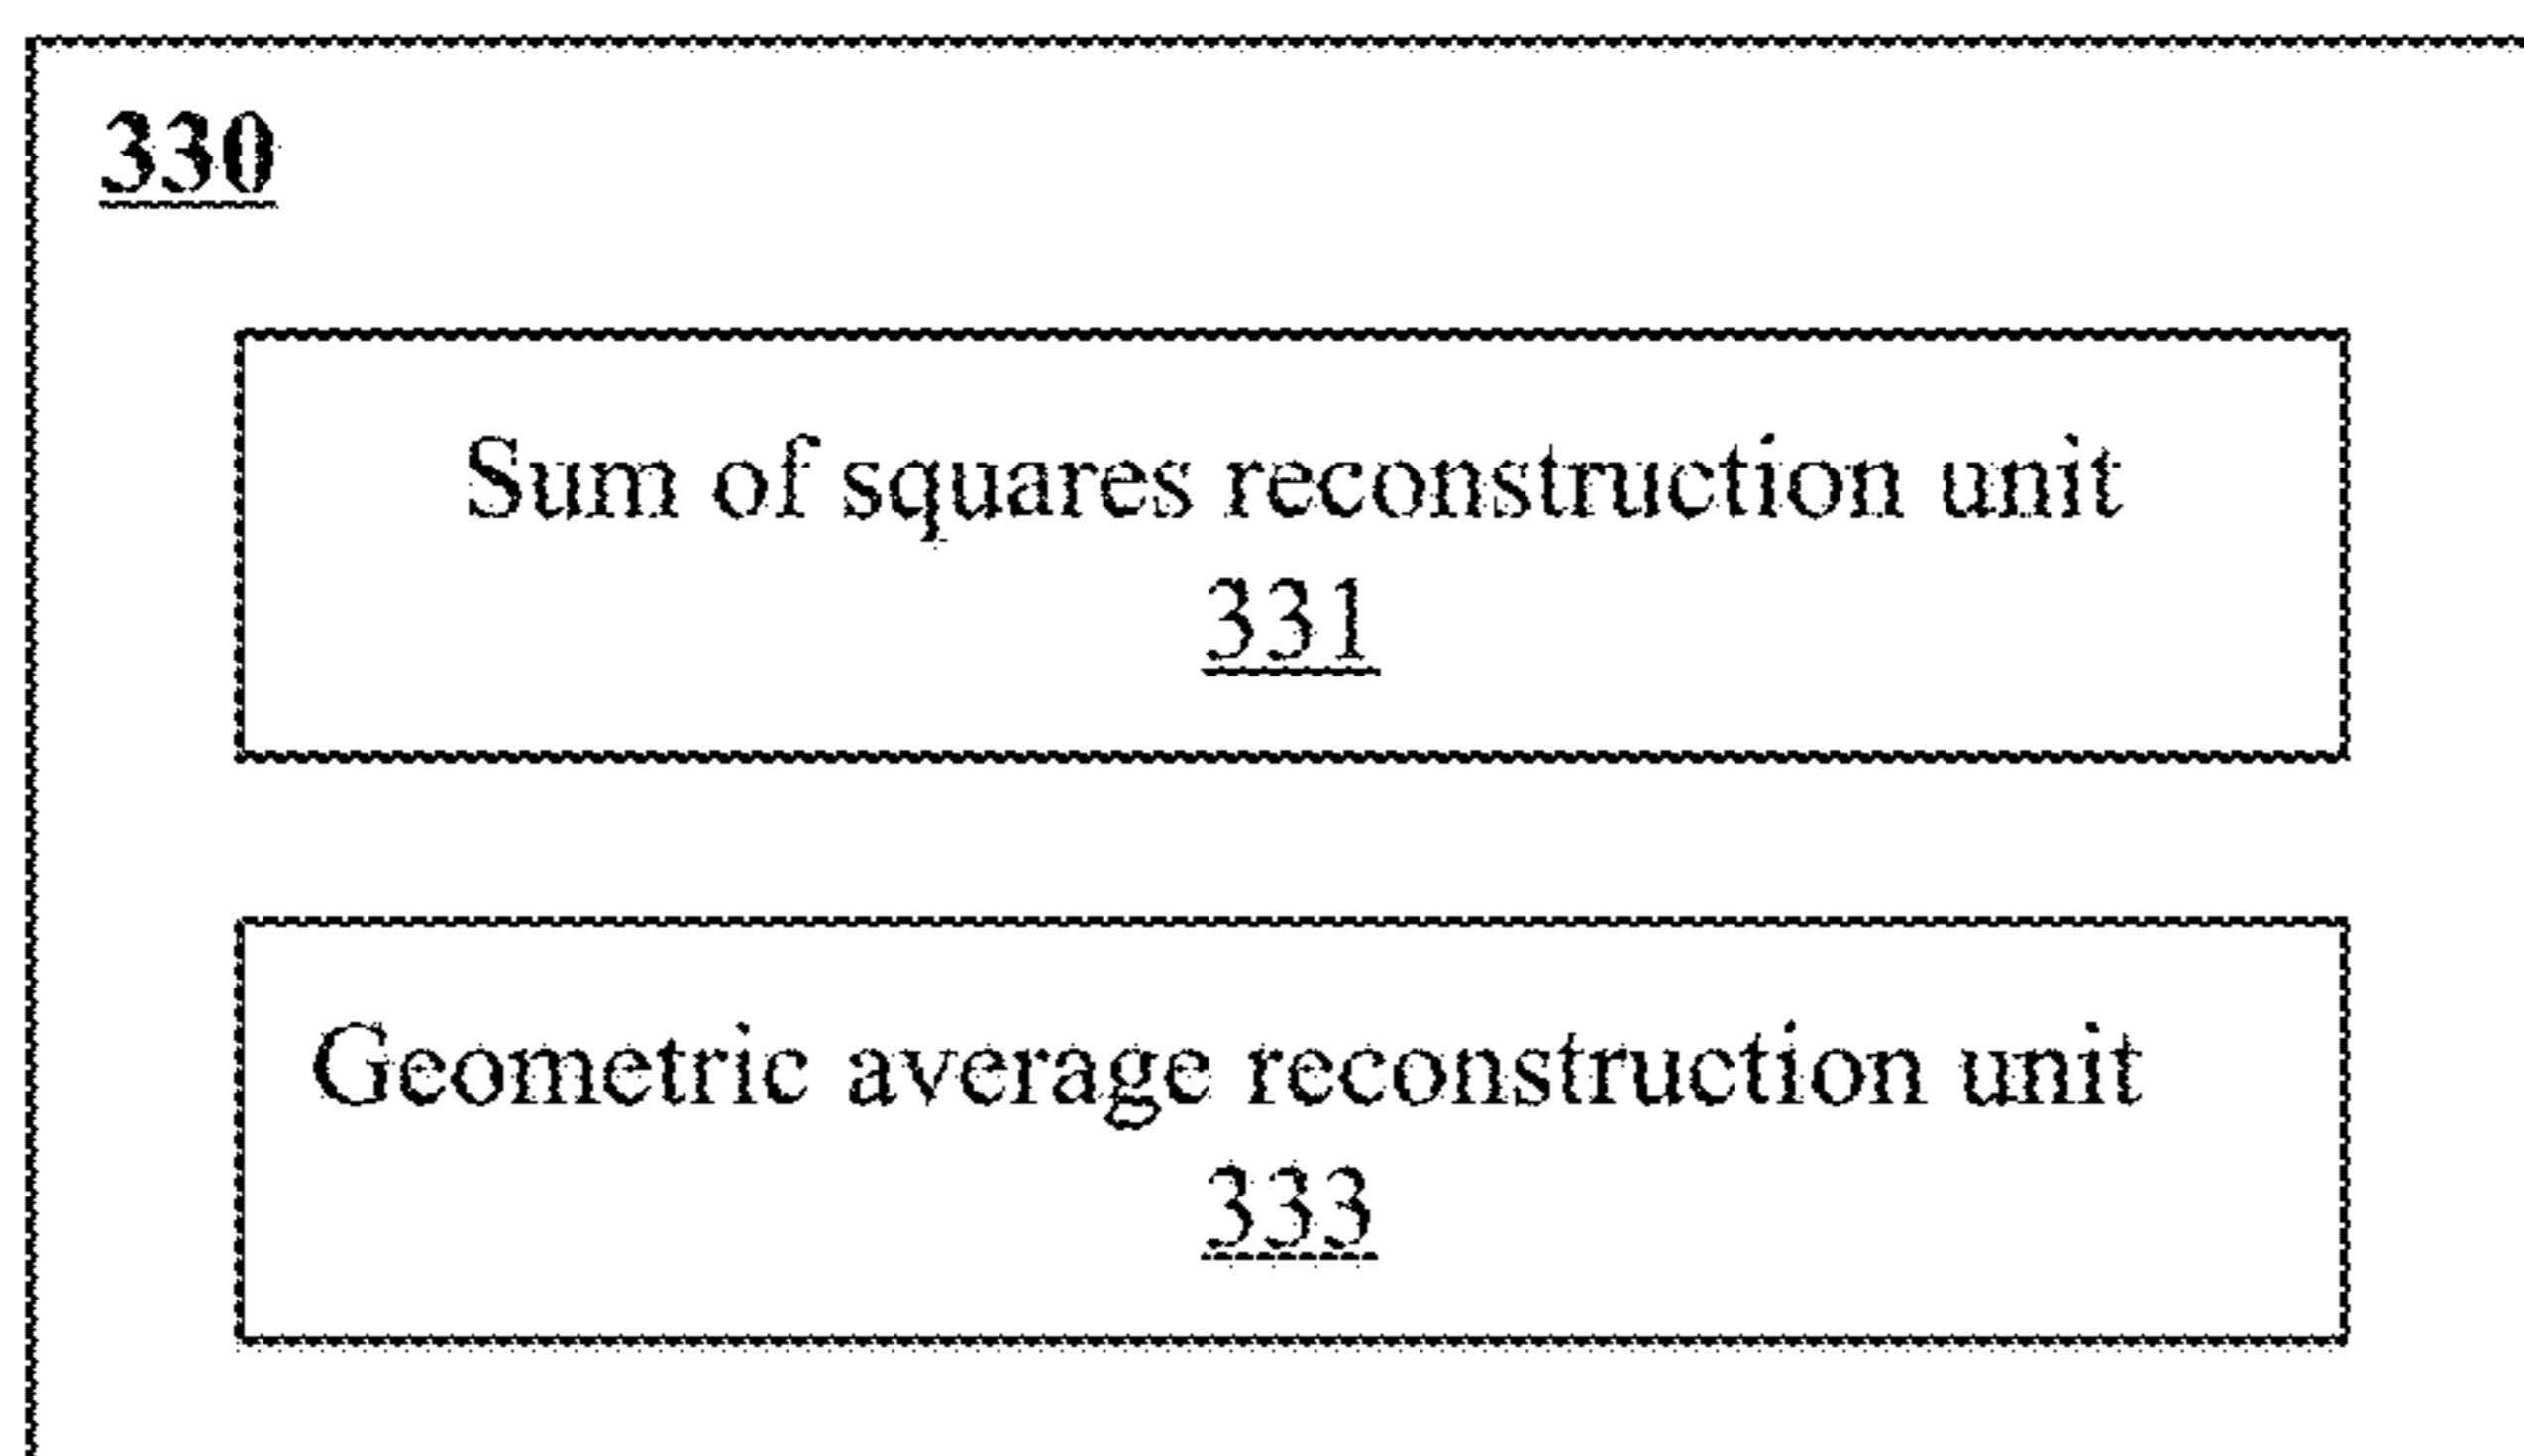 330
Sum of squares reconstruction unit
331
Geometric average reconstruction unit
333